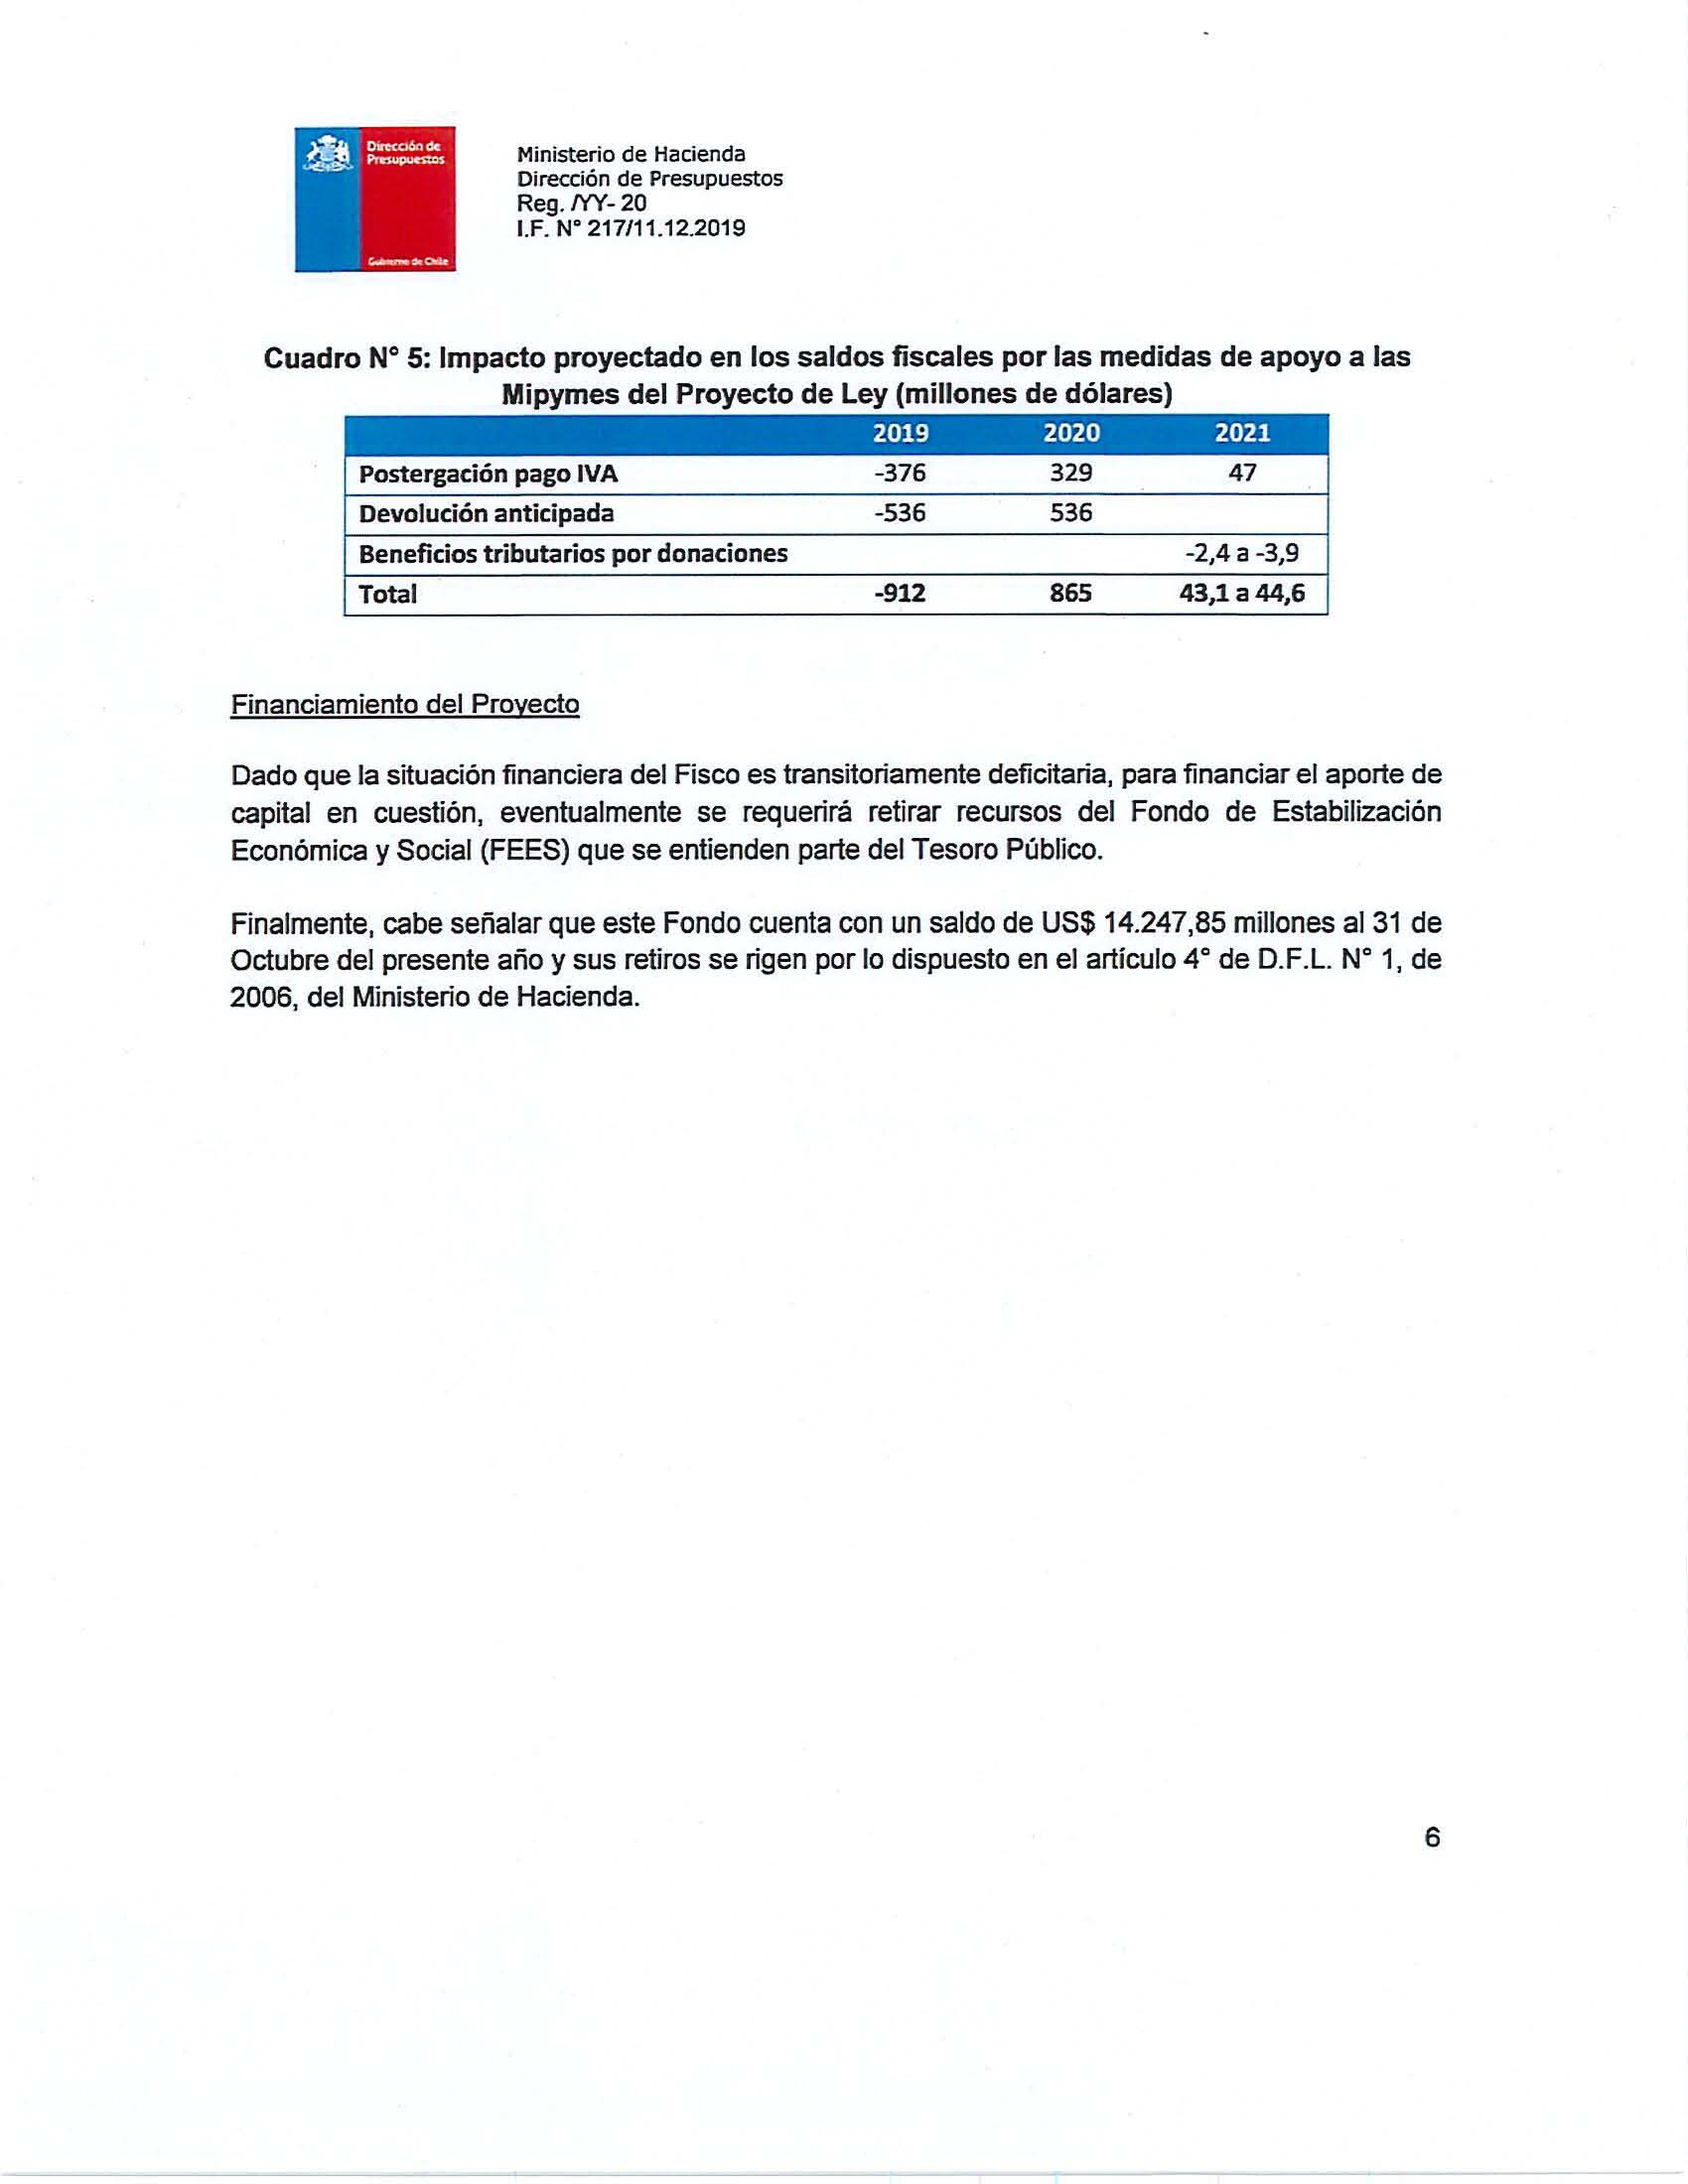 Dirección de
Presupuestos
Gobierno de Chile
Ministerio de Hacienda
Dirección de Presupuestos
Reg. /YY- 20
I.F. N° 217/11.12.2019
Cuadro N° 5: Impacto proyectado en los saldos fiscales por las medidas de apoyo a las
Mipymes del Proyecto de Ley (millones de dólares)
2019 2020 2021
Postergación pago IVA -376 329 47
Devolución anticipada -536 536
Beneficios tributarios por donaciones -2,4 a -3,9
Total -912 865 43,1 a 44,6
Financiamiento del Proyecto
Dado que la situación financiera del Fisco es transitoriamente deficitaria, para financiar el aporte de
capital en cuestión, eventualmente se requerirá retirar recursos del Fondo de Estabilización
Económica y Social (FEES) que se entienden parte del Tesoro Público.
Finalmente, cabe señalar que este Fondo cuenta con un saldo de US$ 14.247,85 millones al 31 de
Octubre del presente año y sus retiros se rigen por lo dispuesto en el artículo 4° de D.F.L. N° 1, de
2006, del Ministerio de Hacienda.
6